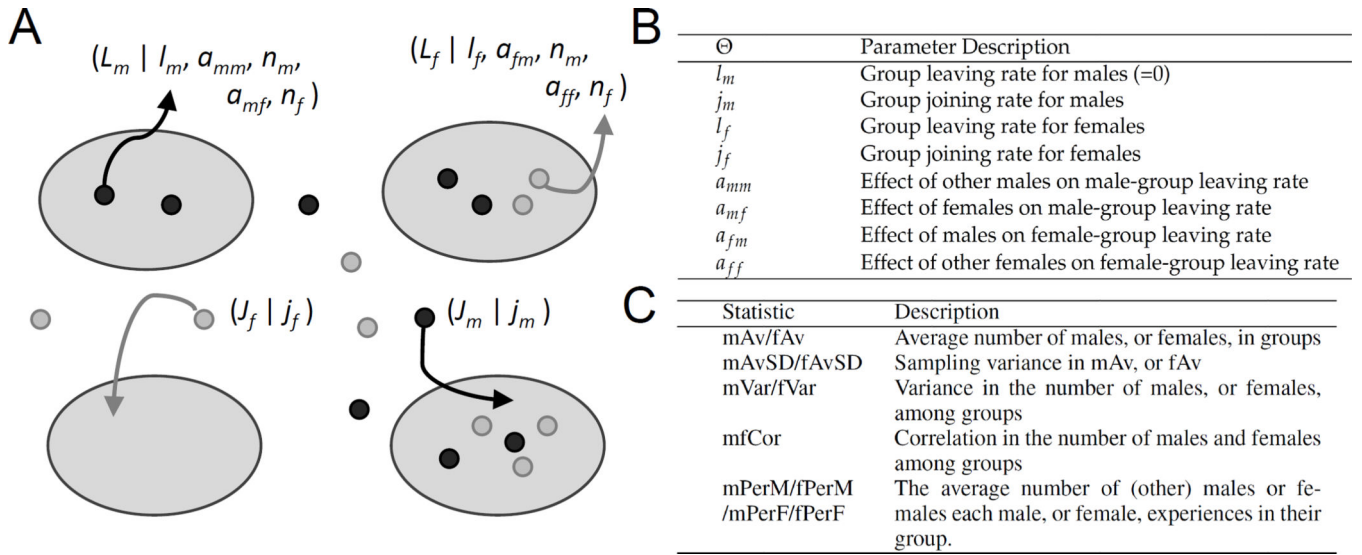 A
(L_m | l_m, a_mm, n_m,
a_mf, n_f )
(L_f | l_f, a_fm, n_m,
a_ff, n_f)
(J_f | j_f)
(J_m | j_m)
B
Θ Parameter Description
l_m Group leaving rate for males (=0)
j_m Group joining rate for males
l_f Group leaving rate for females
j_f Group joining rate for females
a_mm Effect of other males on male-group leaving rate
a_mf Effect of females on male-group leaving rate
a_fm Effect of males on female-group leaving rate
a_ff Effect of other females on female-group leaving rate
C
Statistic Description
mAv/fAv Average number of males, or females, in groups
mAvSD/fAvSD Sampling variance in mAv, or fAv
mVar/fVar Variance in the number of males, or females,
among groups
mfCor Correlation in the number of males and females
among groups
mPerM/fPerM The average number of (other) males or fe-
/mPerF/fPerF males each male, or female, experiences in their
group.